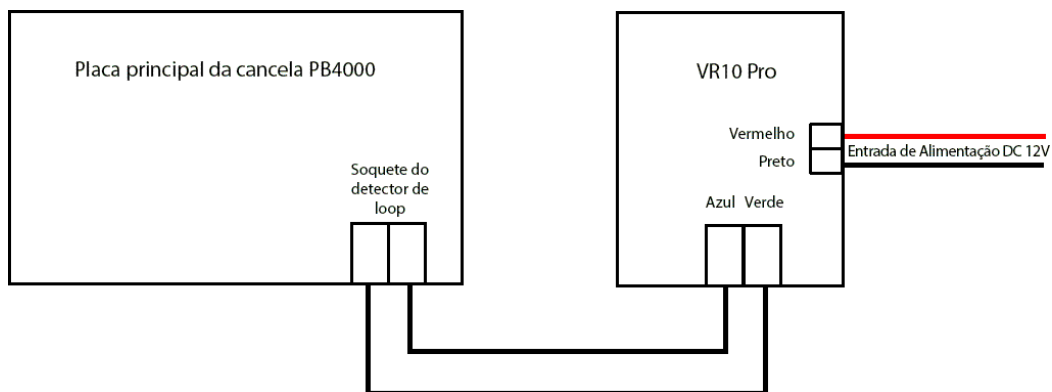 Placa principal da cancela PB4000
VR10 Pro
Vermelho
Preto
Entrada de Alimentação DC 12V
Soquete do
detector de
loop
Azul Verde